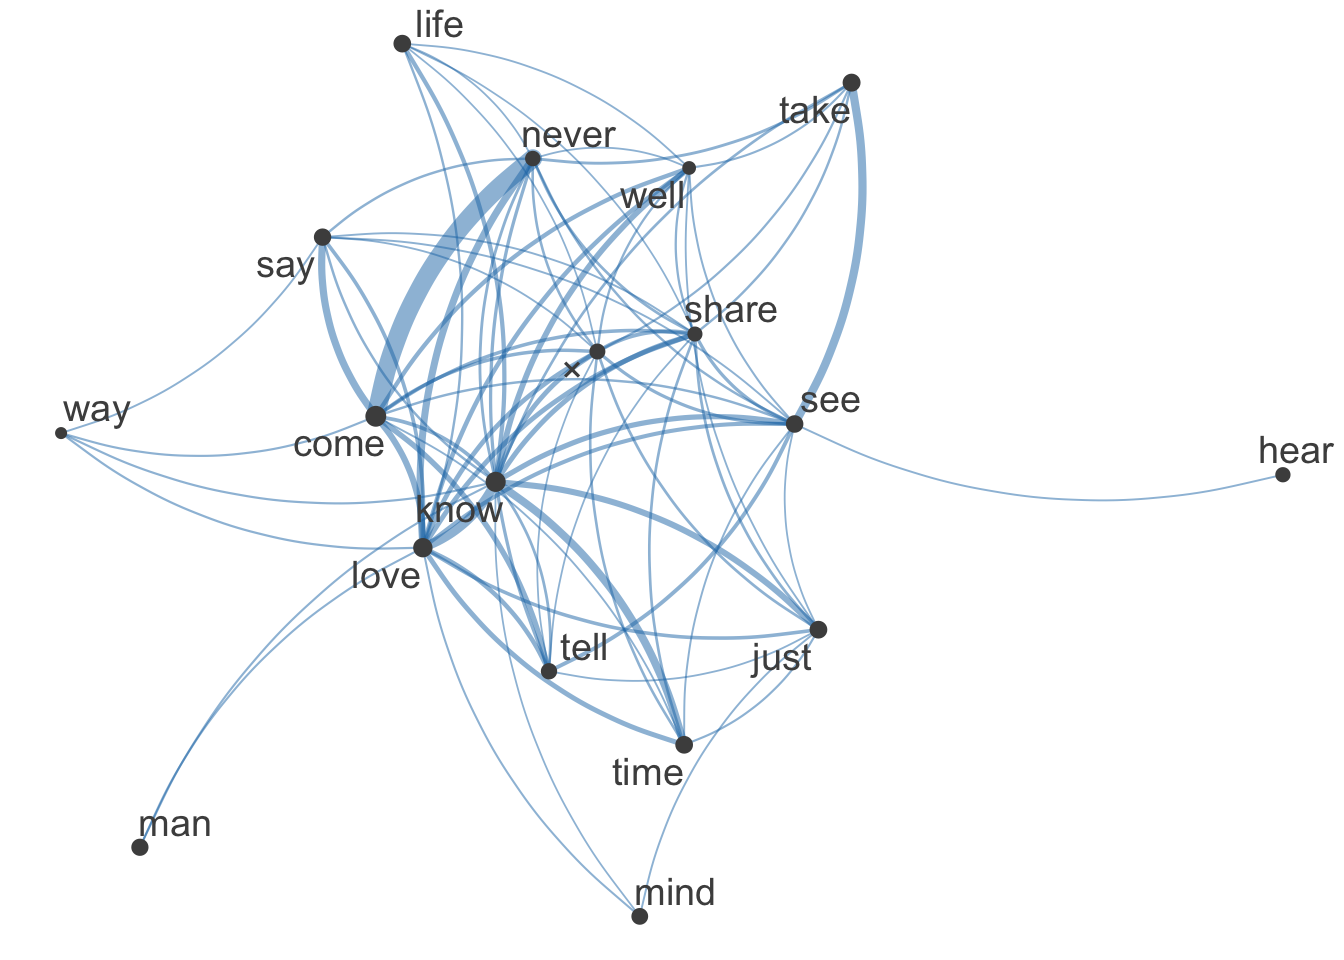 life
take
never
well
say
share
×
see
way
come
hear
know
love
tell
just
time
man
mind